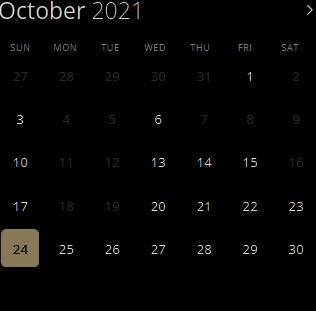 October 2021 >
SUN MON TUE WED THU FRI SAT
27 28 29 30 31 1 2
3 4 5 6 7 8 9
10 11 12 13 14 15 16
17 18 19 20 21 22 23
24 25 26 27 28 29 30